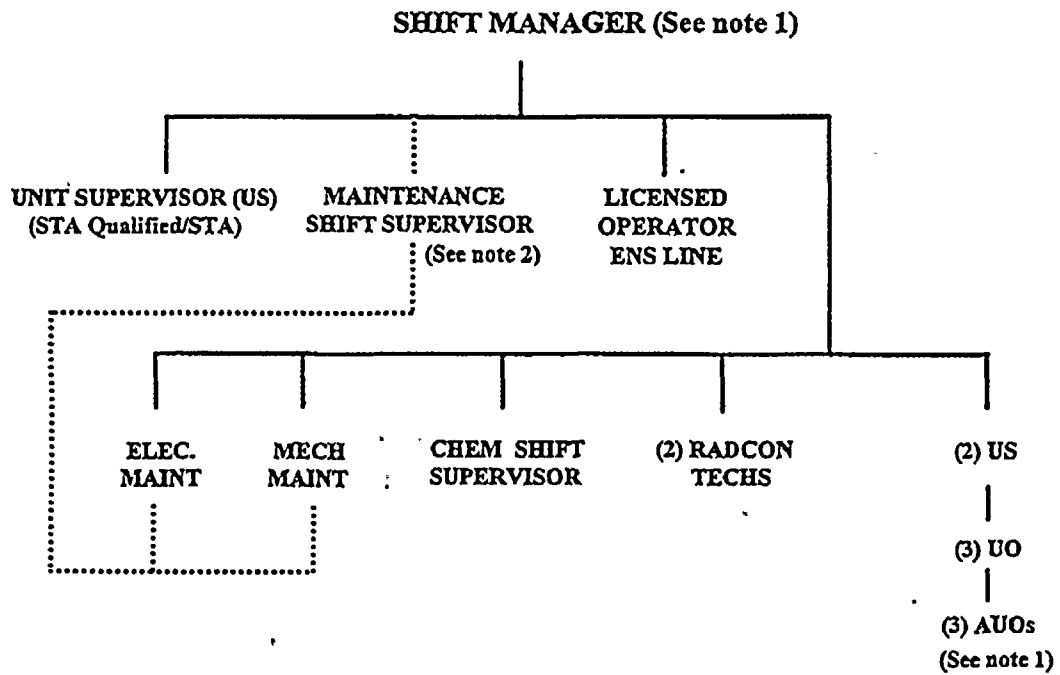 SHIFT MANAGER (See note 1)
UNIT SUPERVISOR (US)
(STA Qualified/STA)
MAINTENANCE
SHIFT SUPERVISOR
(See note 2)
LICENSED
OPERATOR
ENS LINE
ELEC.
MAINT
MECH
MAINT
CHEM SHIFT
SUPERVISOR
(2) RADCON
TECHS
(2) US
(3) UO
(3) AUOs
(See note 1)